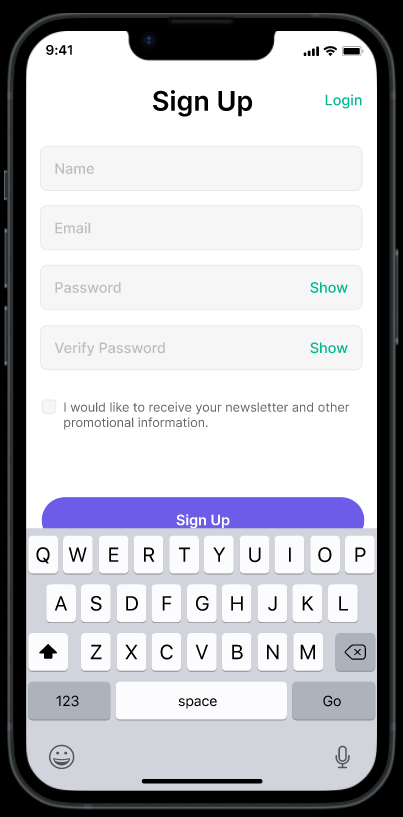 9:41
Sign Up
Login
Name
Email
Password
Show
Verify Password
Show
I would like to receive your newsletter and other
promotional information.
Sign Up
Q W E R T Y U I O P
A S D F G H J K L
Z X C V B N M
123 space Go